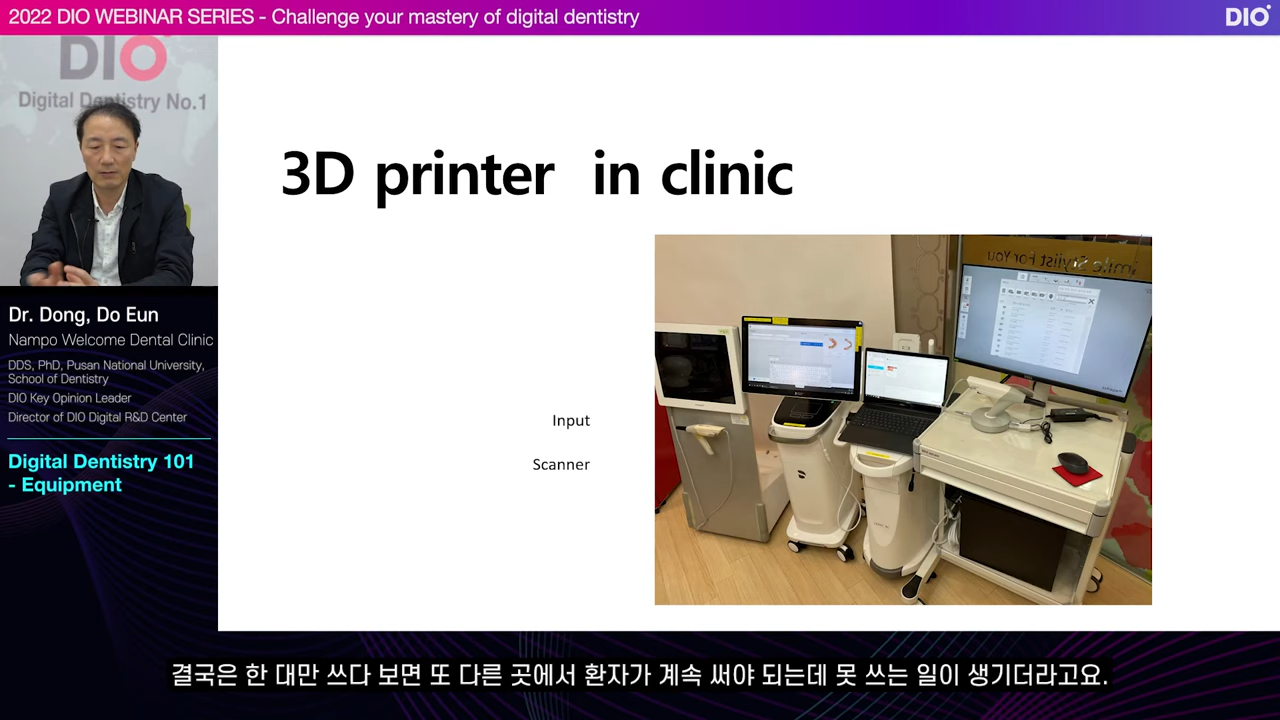 2022 DIO WEBINAR SERIES - Challenge your mastery of digital dentistry
DIO
DIO
Digital Dentistry No.1
3D printer in clinic
Smile Stylist For You
Input
Scanner
Dr. Dong, Do Eun
Nampo Welcome Dental Clinic
DDS, PhD, Pusan National University,
School of Dentistry
DIO Key Opinion Leader
Director of DIO Digital R&D Center
Digital Dentistry 101
- Equipment
결국은 한 대만 쓰다 보면 또 다른 곳에서 환자가 계속 써야 되는데 못 쓰는 일이 생기더라고요.